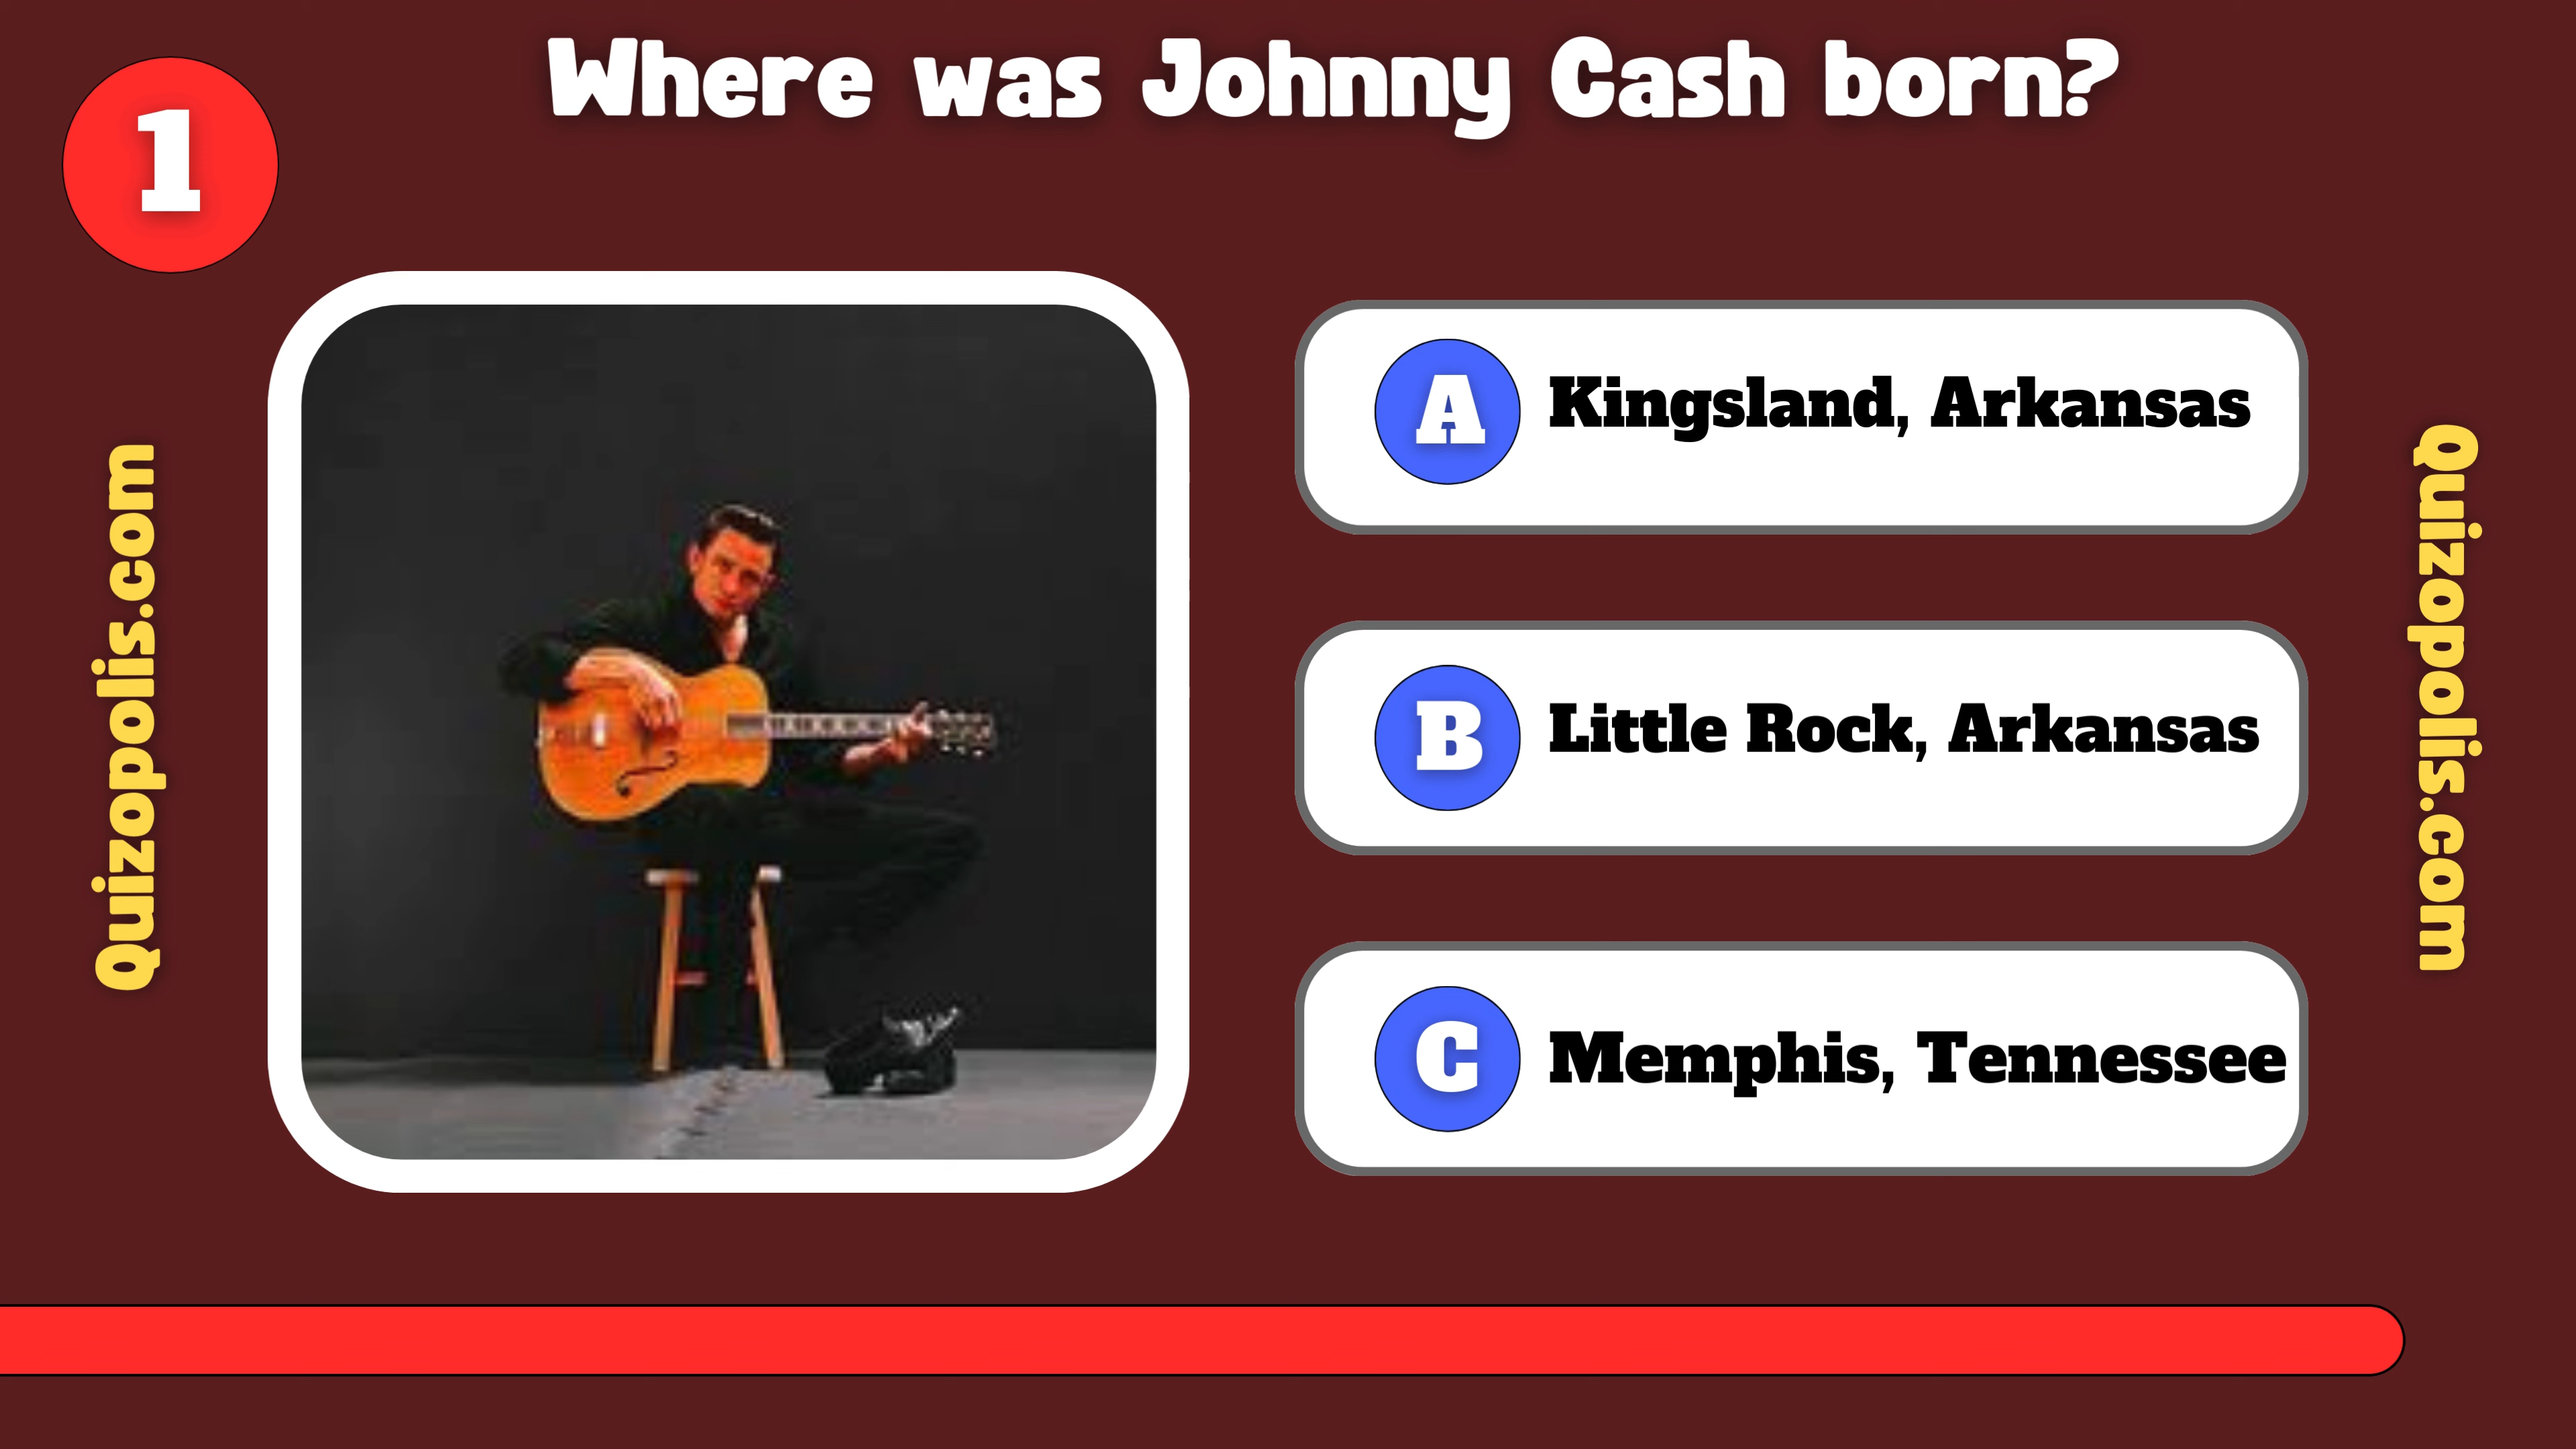 1
Where was Johnny Cash born?
Quizopolis.com
A Kingsland, Arkansas
B Little Rock, Arkansas
C Memphis, Tennessee
Quizopolis.com